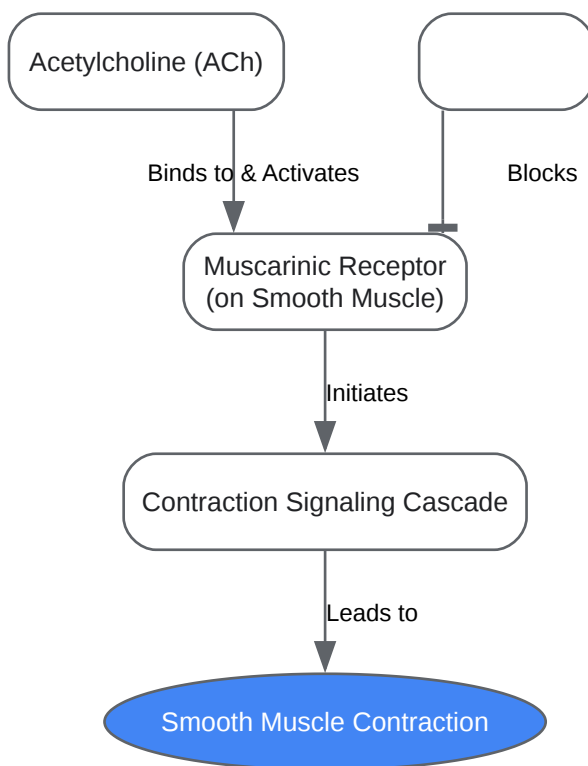 Acetylcholine (ACh)
Binds to & Activates
Blocks
Muscarinic Receptor
(on Smooth Muscle)
Initiates
Contraction Signaling Cascade
Leads to
Smooth Muscle Contraction